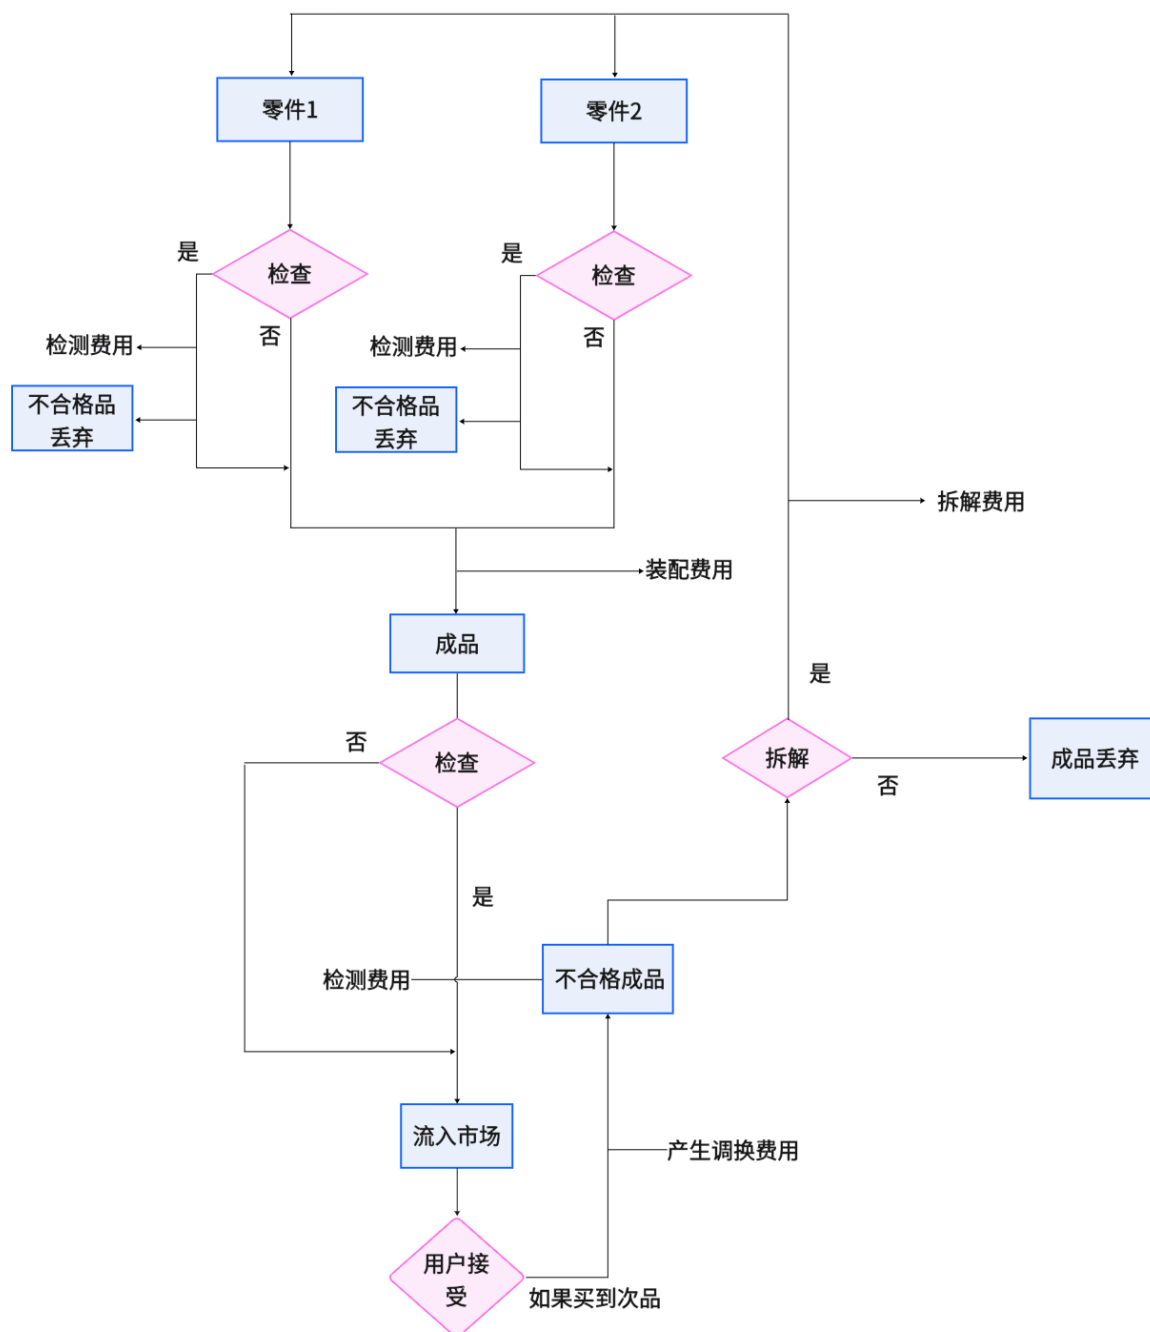 零件1
零件2
是
检查
是
检查
否
否
检测费用
检测费用
不合格品
丢弃
不合格品
丢弃
拆解费用
装配费用
成品
是
否
检查
拆解
成品丢弃
否
是
检测费用
不合格成品
流入市场
产生调换费用
用户接
受
如果买到次品